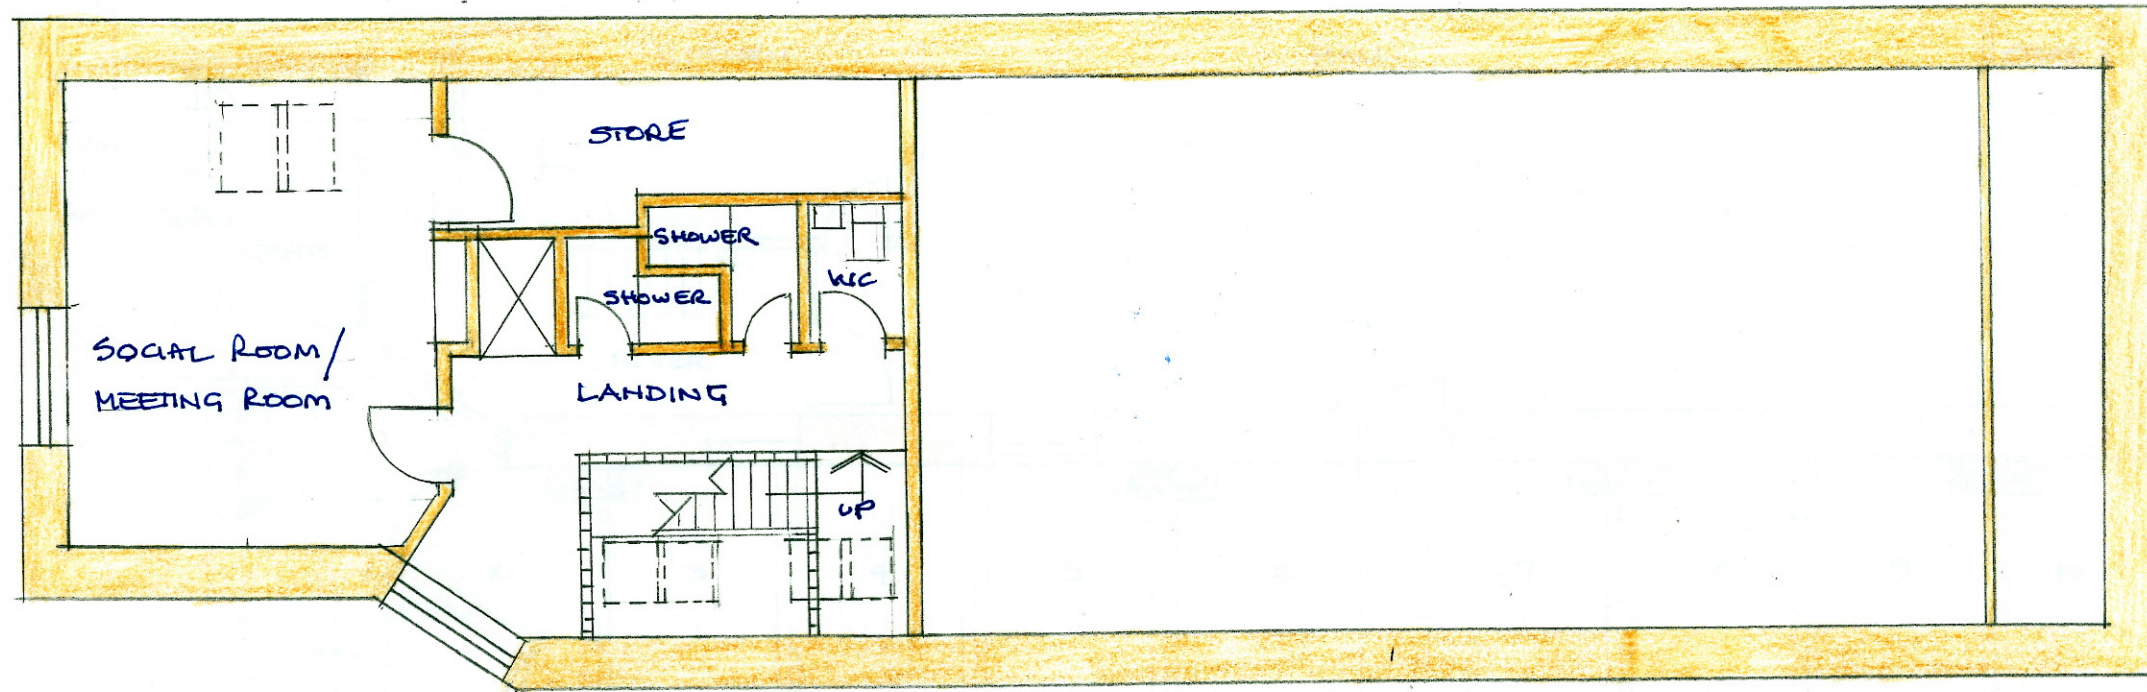 STORE
SHOWER
SHOWER
W/C
SOCIAL ROOM/
MEETING ROOM
LANDING
UP